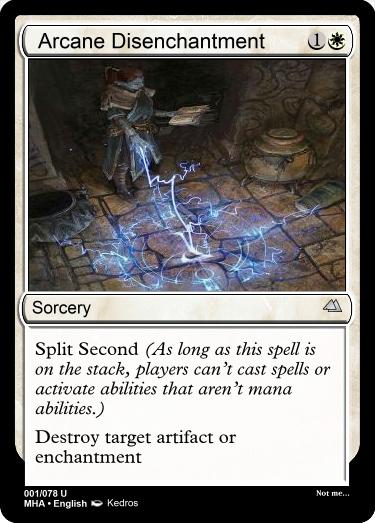 Arcane Disenchantment 1
Sorcery
Split Second (As long as this spell is
on the stack, players can't cast spells or
activate abilities that aren't mana
abilities.)
Destroy target artifact or
enchantment
001/078 U
Not me...
MHA • English Kedros